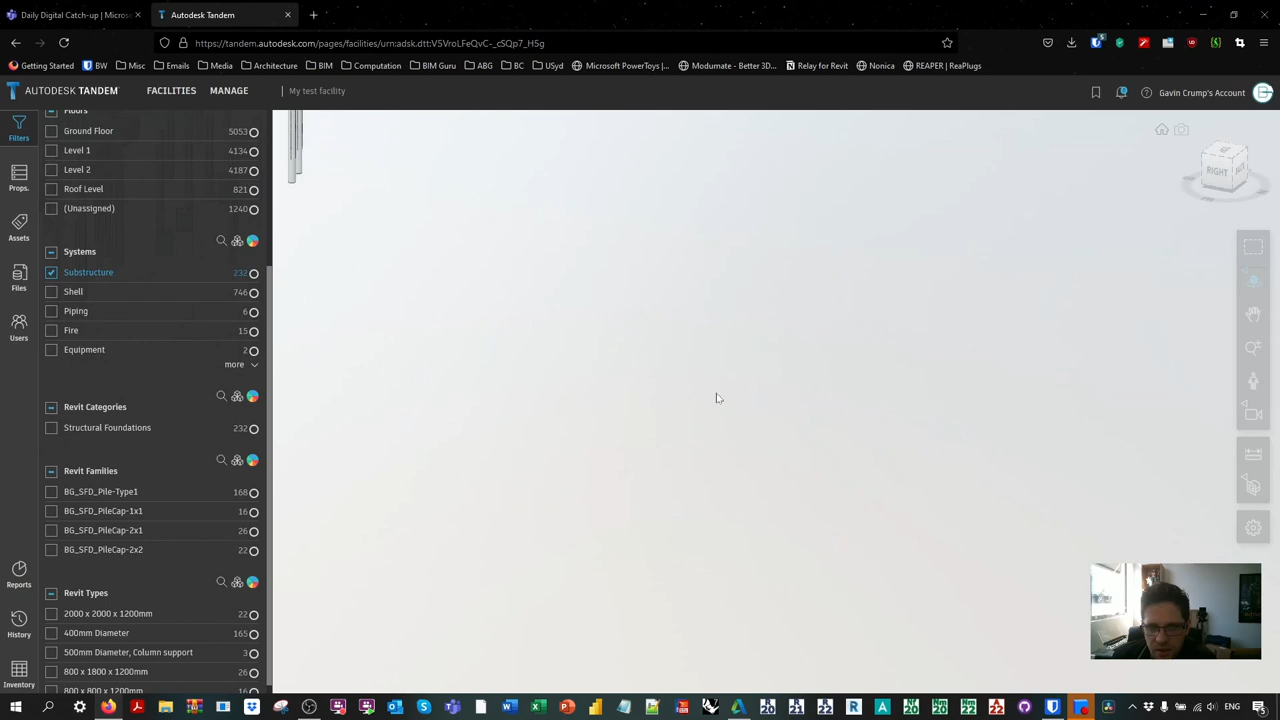 Daily Digital Catch-up | Micros
Autodesk Tandem
https://tandem.autodesk.com/pages/facilities/urn:adsk.dtt:V5VroLFeQvC-_cSQp7_H5g
Getting Started
BW
Misc
Emails
Media
Architecture
BIM
Computation
BIM Guru
ABG
BC
USyd
Microsoft PowerToys |...
Modumate - Better 3D...
Relay for Revit
Nonica
REAPER | ReaPlugs
AUTODESK TANDEM
FACILITIES
MANAGE
My test facility
Gavin Crump's Account
Filters
Props.
Assets
Files
Users
Reports
History
Inventory
Floors
Ground Floor 5053
Level 1 4134
Level 2 4187
Roof Level 821
(Unassigned) 1240
Systems
Substructure 232
Shell 746
Piping 6
Fire 15
Equipment 2
more
Revit Categories
Structural Foundations 232
Revit Families
BG_SFD_Pile-Type1 168
BG_SFD_PileCap-1x1 16
BG_SFD_PileCap-2x1 26
BG_SFD_PileCap-2x2 22
Revit Types
2000 x 2000 x 1200mm 22
400mm Diameter 165
500mm Diameter, Column support 3
800 x 1800 x 1200mm 26
800 x 800 x 1200mm 16
RIGHT